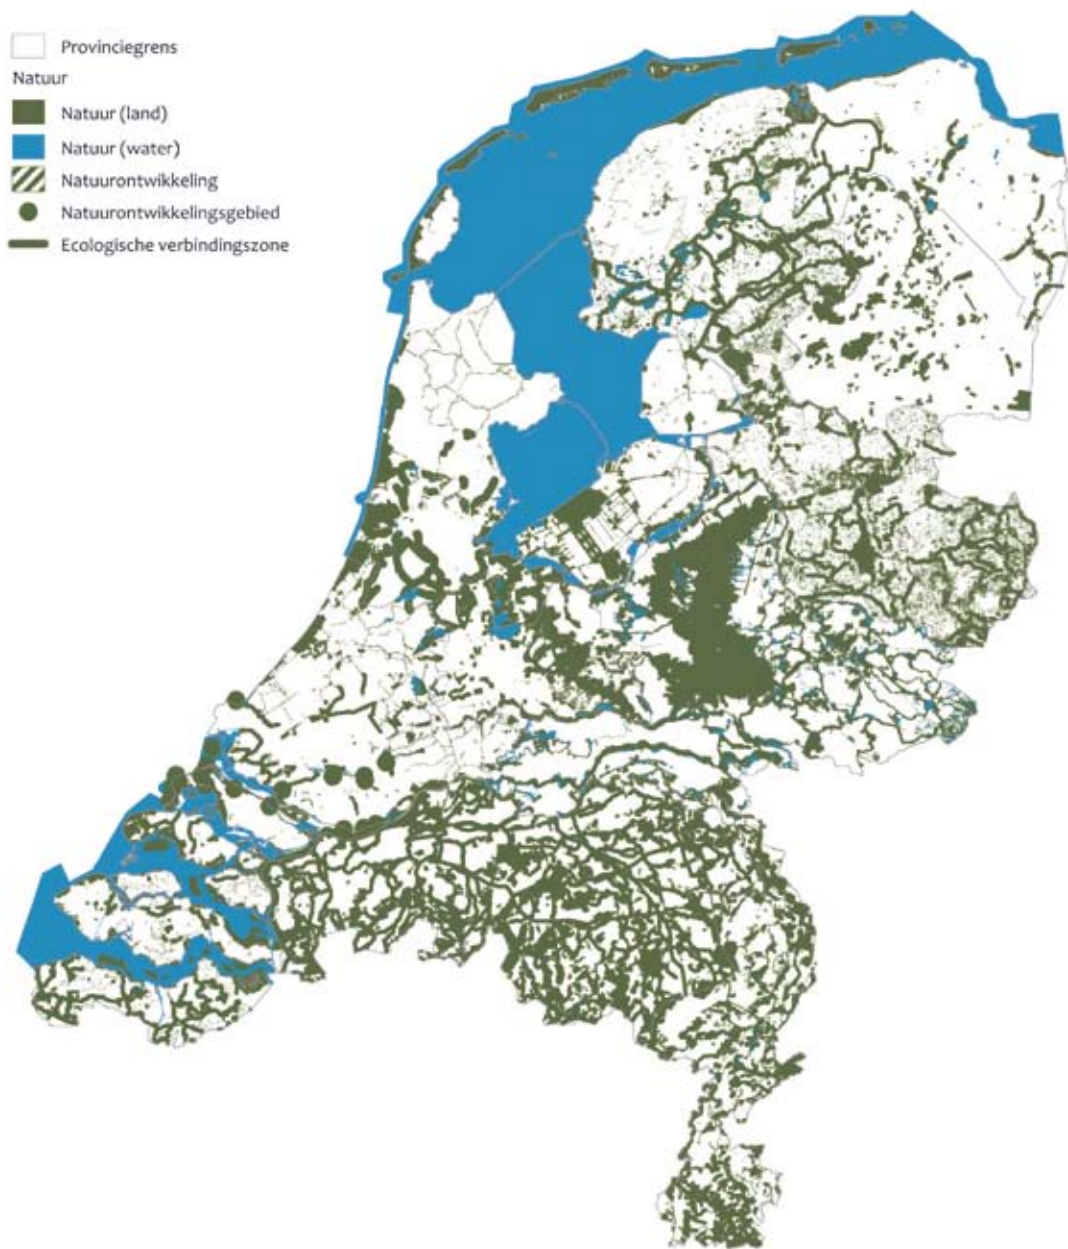 Provinciegrens
Natuur
Natuur (land)
Natuur (water)
Natuurontwikkeling
Natuurontwikkelingsgebied
Ecologische verbindingszone